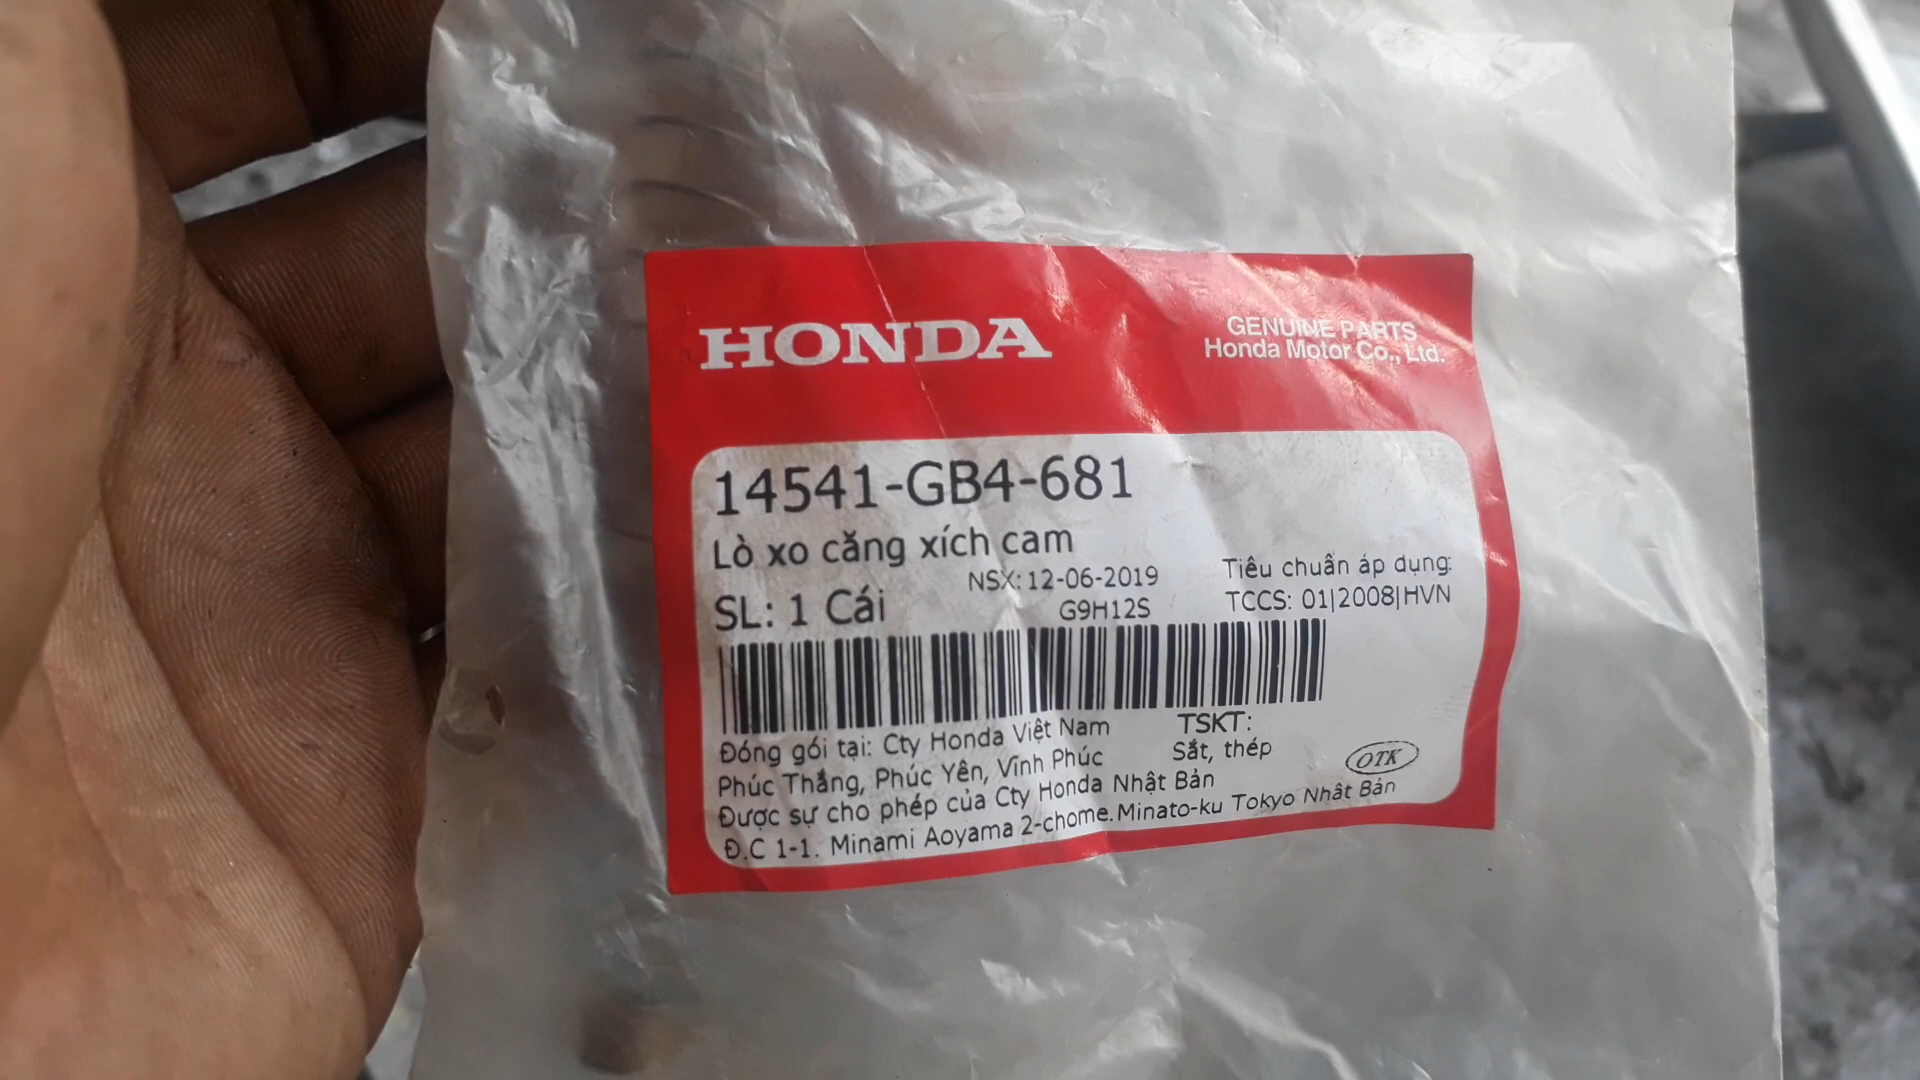 HONDA
GENUINE PARTS
Honda Motor Co., Ltd.
14541-GB4-681
Lò xo căng xích cam
NSX: 12-06-2019
Tiêu chuẩn áp dụng:
SL: 1 Cái
G9H12S
TCCS: 01|2008|HVN
Đóng gói tại: Cty Honda Việt Nam
TSKT:
Phúc Thắng, Phúc Yên, Vĩnh Phúc
Sắt, thép
OTK
Được sự cho phép của Cty Honda Nhật Bản
Đ.C 1-1. Minami Aoyama 2-chome. Minato-ku Tokyo Nhật Bản